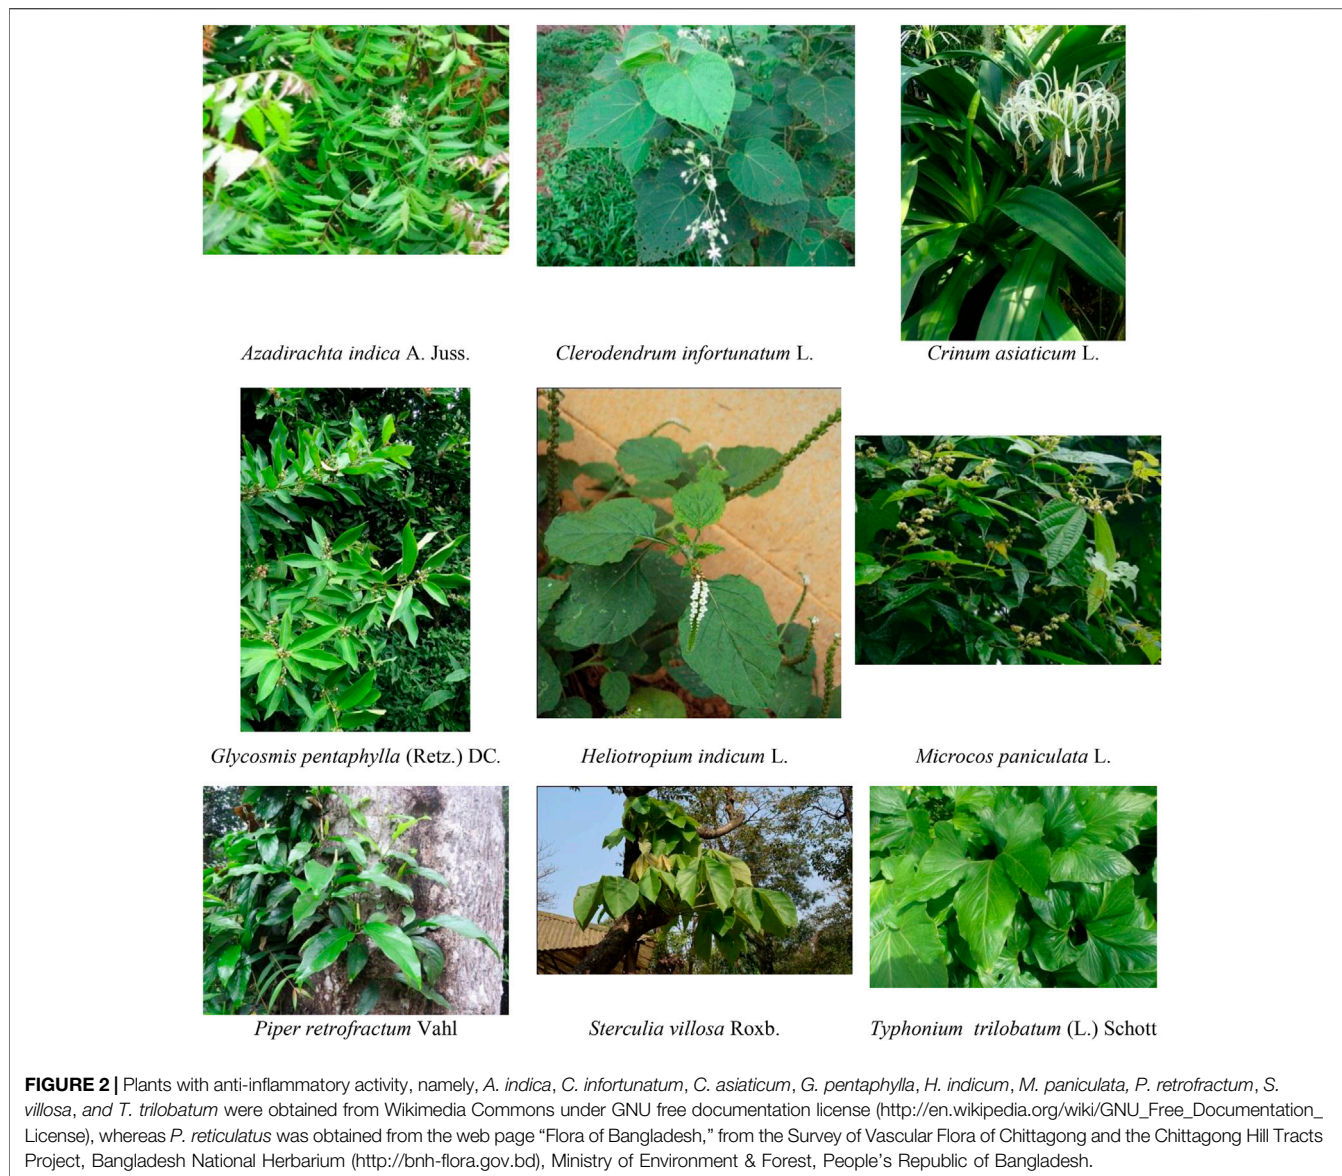 Azadirachta indica A. Juss.
Clerodendrum infortunatum L.
Crinum asiaticum L.
Glycosmis pentaphylla (Retz.) DC.
Heliotropium indicum L.
Microcos paniculata L.
Piper retrofractum Vahl
Sterculia villosa Roxb.
Typhonium trilobatum (L.) Schott
FIGURE 2 | Plants with anti-inflammatory activity, namely, A. indica, C. infortunatum, C. asiaticum, G. pentaphylla, H. indicum, M. paniculata, P. retrofractum, S.
villosa, and T. trilobatum were obtained from Wikimedia Commons under GNU free documentation license (http://en.wikipedia.org/wiki/GNU_Free_Documentation_
License), whereas P. reticulatus was obtained from the web page “Flora of Bangladesh,” from the Survey of Vascular Flora of Chittagong and the Chittagong Hill Tracts
Project, Bangladesh National Herbarium (http://bnh-flora.gov.bd), Ministry of Environment & Forest, People’s Republic of Bangladesh.